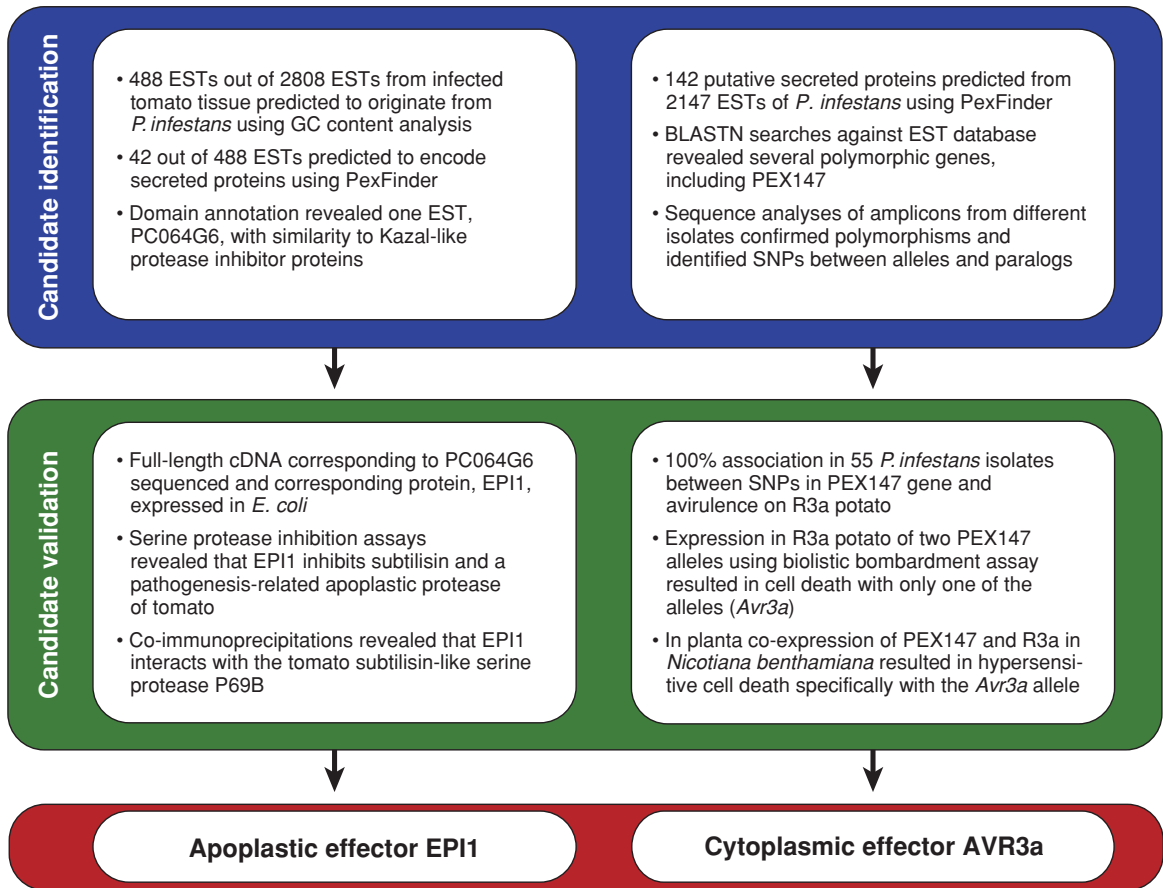 Candidate identification
• 488 ESTs out of 2808 ESTs from infected
tomato tissue predicted to originate from
P. infestans using GC content analysis
• 42 out of 488 ESTs predicted to encode
secreted proteins using PexFinder
• Domain annotation revealed one EST,
PC064G6, with similarity to Kazal-like
protease inhibitor proteins
• 142 putative secreted proteins predicted from
2147 ESTs of P. infestans using PexFinder
• BLASTN searches against EST database
revealed several polymorphic genes,
including PEX147
• Sequence analyses of amplicons from different
isolates confirmed polymorphisms and
identified SNPs between alleles and paralogs
Candidate validation
• Full-length cDNA corresponding to PC064G6
sequenced and corresponding protein, EPI1,
expressed in E. coli
• Serine protease inhibition assays
revealed that EPI1 inhibits subtilisin and a
pathogenesis-related apoplastic protease
of tomato
• Co-immunoprecipitations revealed that EPI1
interacts with the tomato subtilisin-like serine
protease P69B
• 100% association in 55 P. infestans isolates
between SNPs in PEX147 gene and
avirulence on R3a potato
• Expression in R3a potato of two PEX147
alleles using biolistic bombardment assay
resulted in cell death with only one of the
alleles (Avr3a)
• In planta co-expression of PEX147 and R3a in
Nicotiana benthamiana resulted in hypersensi-
tive cell death specifically with the Avr3a allele
Apoplastic effector EPI1
Cytoplasmic effector AVR3a